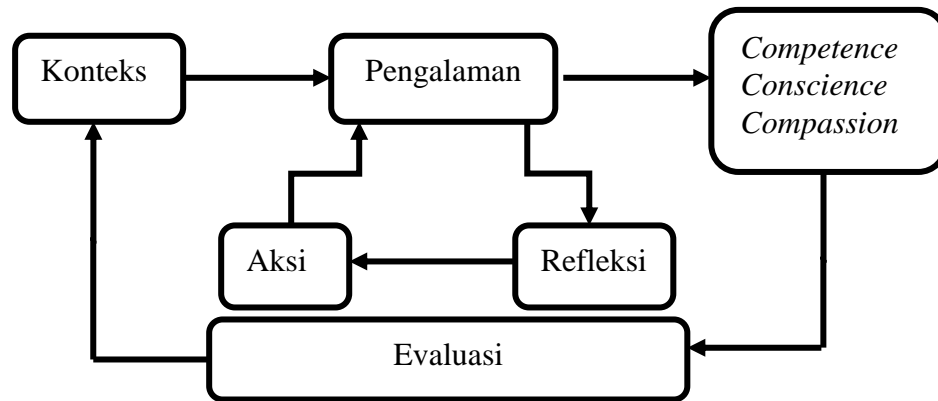 Konteks
Pengalaman
Competence
Conscience
Compassion
Aksi
Refleksi
Evaluasi